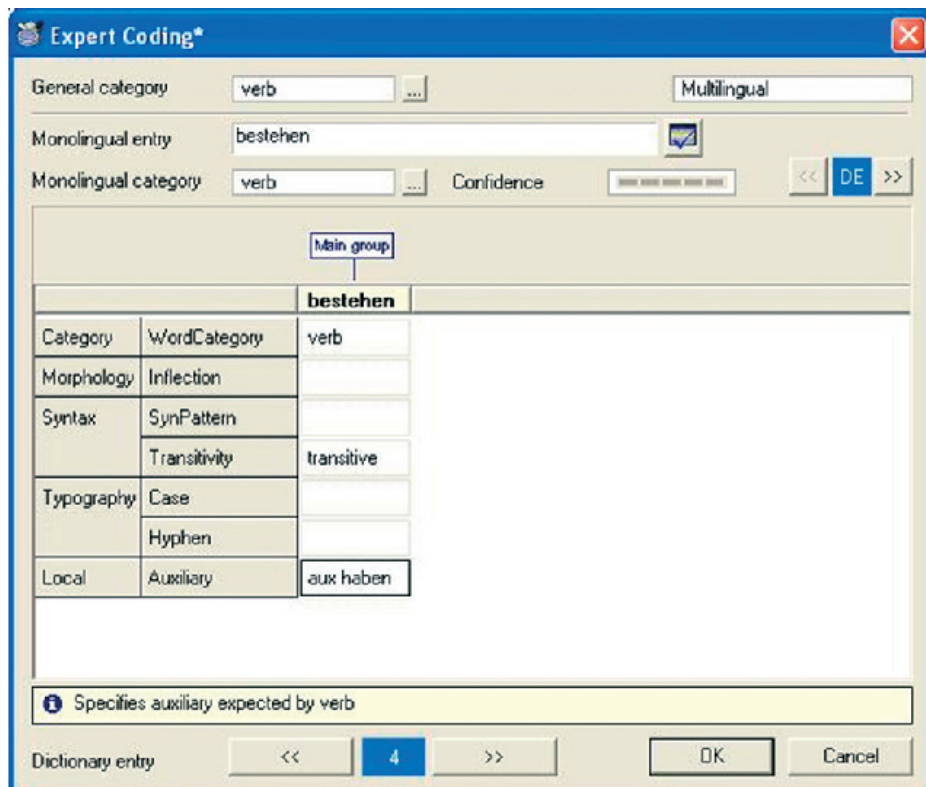 Expert Coding*
General category verb ... Multilingual
Monolingual entry bestehen
Monolingual category verb ... Confidence << DE >>
Main group
bestehen
Category WordCategory verb
Morphology Inflection
Syntax SynPattern
Transitivity transitive
Typography Case
Hyphen
Local Auxiliary aux haben
Specifies auxiliary expected by verb
Dictionary entry << 4 >> OK Cancel